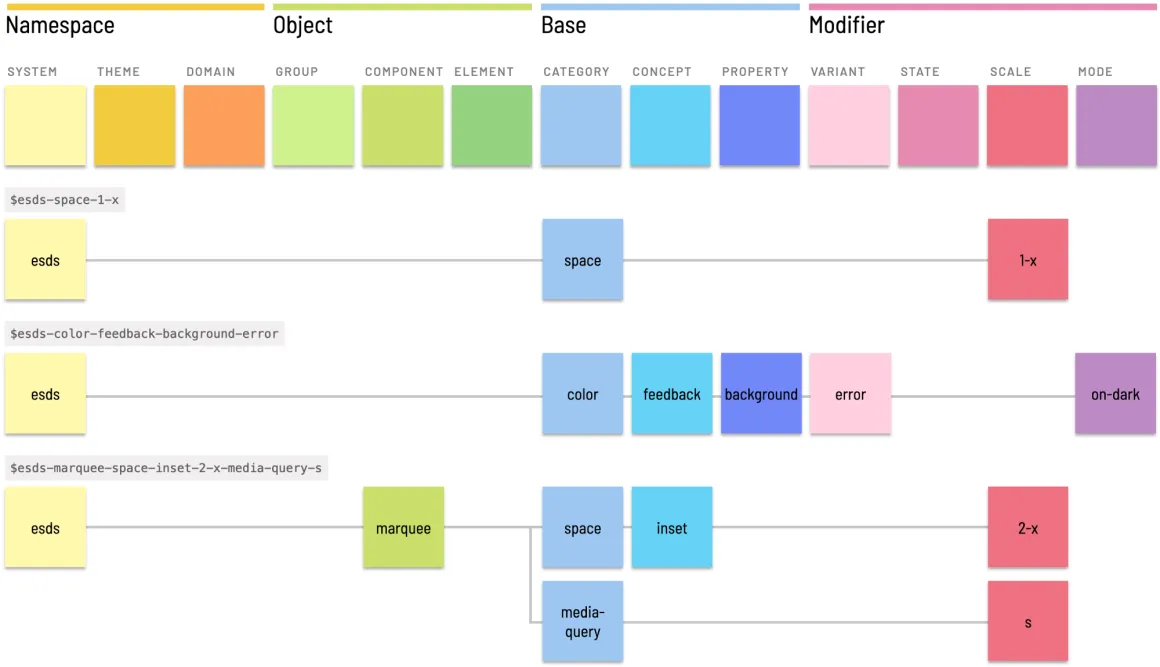 Namespace Object Base Modifier
SYSTEM THEME DOMAIN GROUP COMPONENT ELEMENT CATEGORY CONCEPT PROPERTY VARIANT STATE SCALE MODE
$esds-space-1-x
esds space 1-x
$esds-color-feedback-background-error
esds color feedback background error on-dark
$esds-marquee-space-inset-2-x-media-query-s
esds marquee space inset 2-x
media-
query s